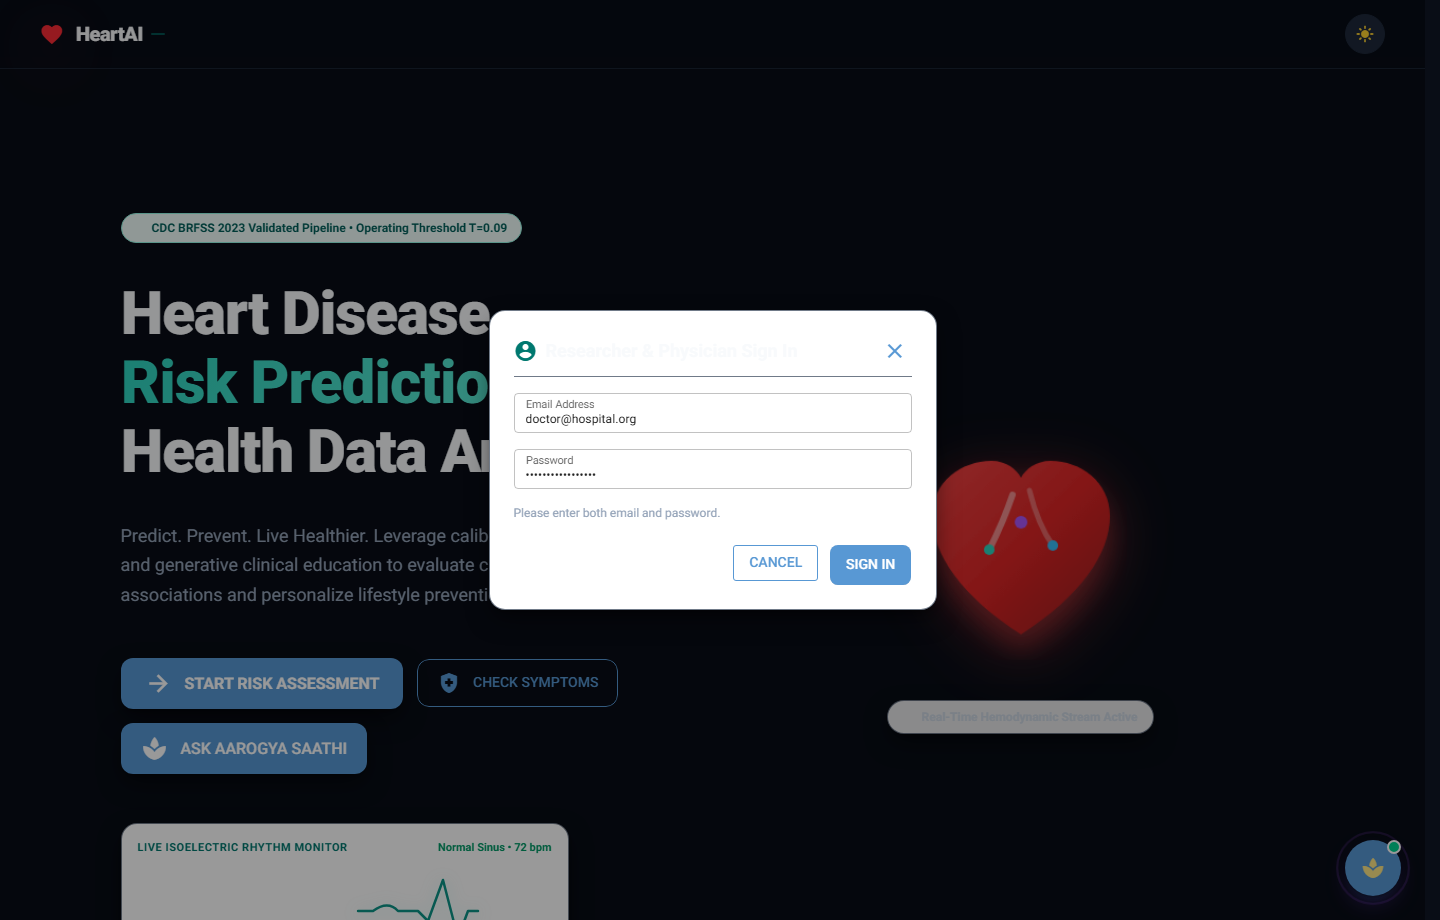 HeartAI
CDC BRFSS 2023 Validated Pipeline • Operating Threshold T=0.09
Heart Disease
Risk Predictio
Health Data A
Predict. Prevent. Live Healthier. Leverage calib
and generative clinical education to evaluate c
associations and personalize lifestyle preventi
START RISK ASSESSMENT
CHECK SYMPTOMS
ASK AAROGYA SAATHI
LIVE ISOELECTRIC RHYTHM MONITOR
Normal Sinus • 72 bpm
Researcher & Physician Sign In
Email Address
doctor@hospital.org
Password
••••••••••••••••
Please enter both email and password.
CANCEL
SIGN IN
Real-Time Hemodynamic Stream Active